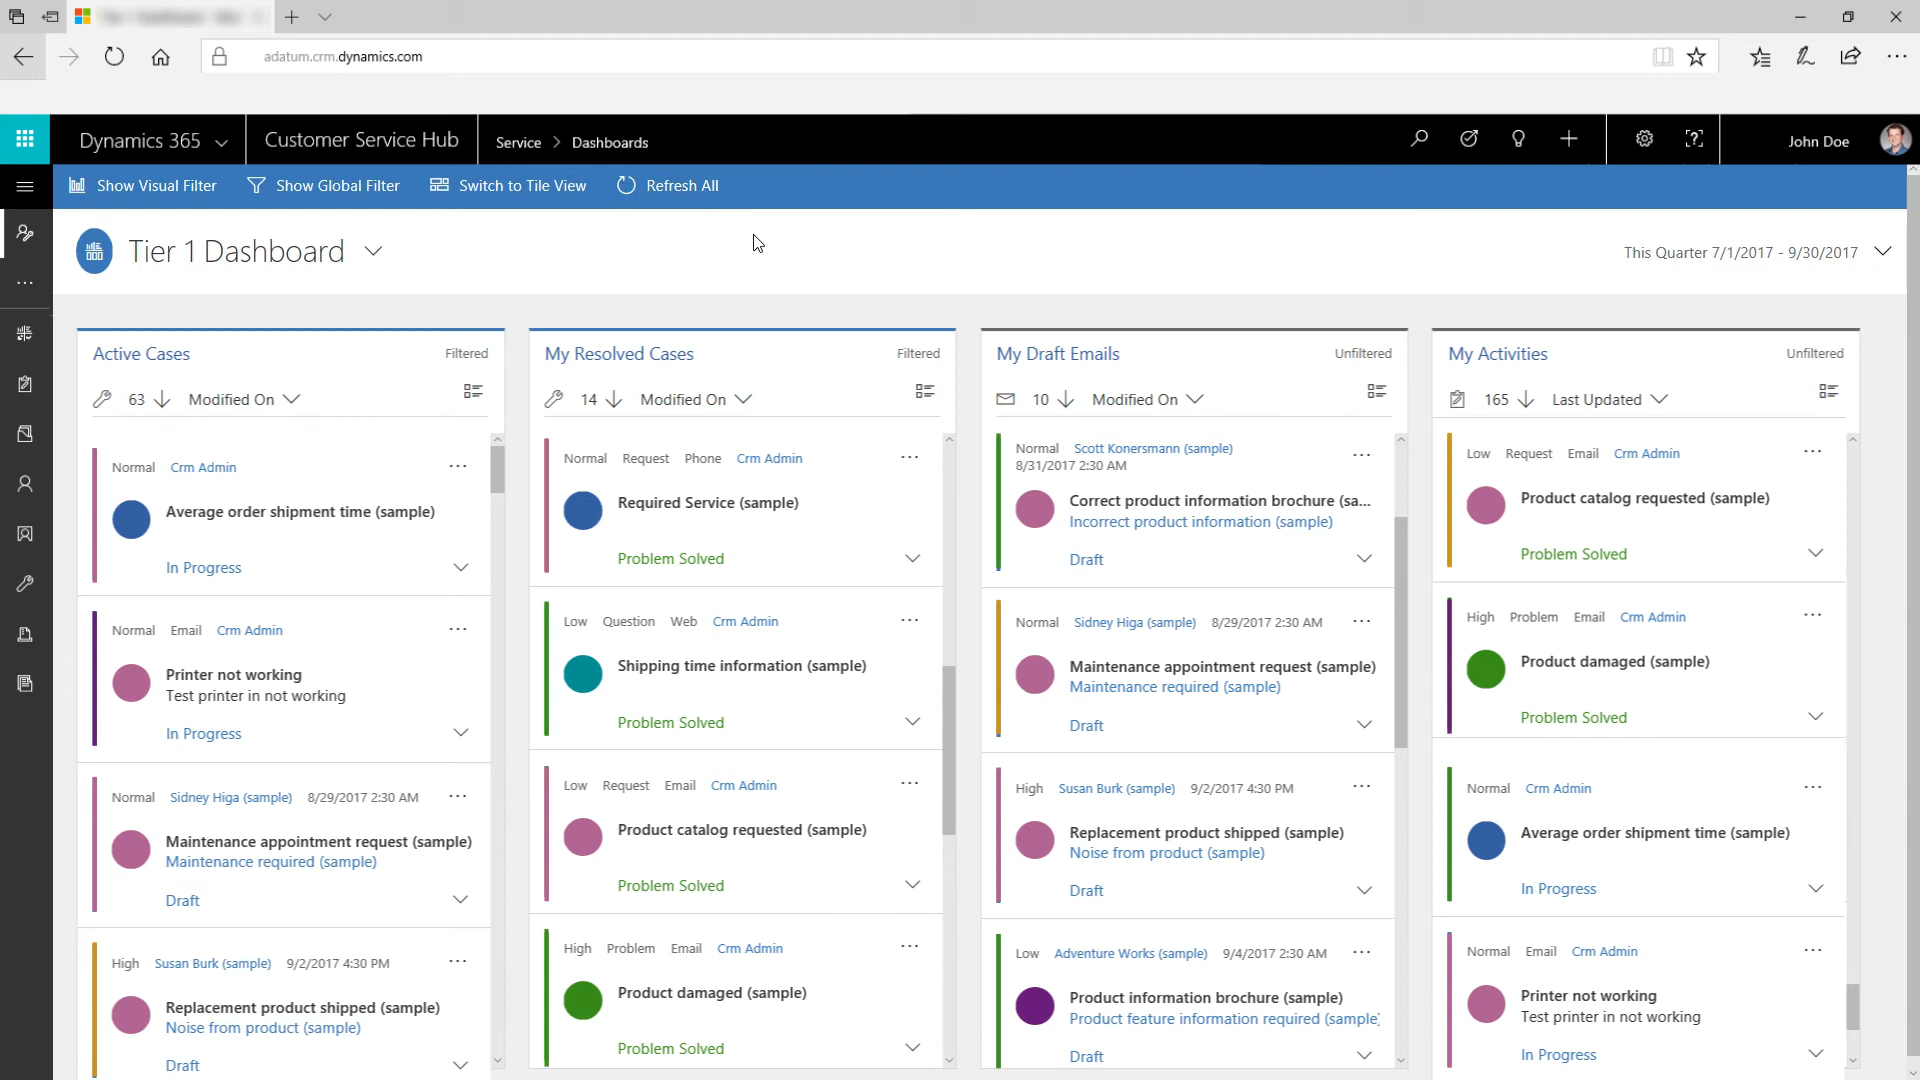 adatum.crm.dynamics.com
Dynamics 365
Customer Service Hub
Service > Dashboards
John Doe
Show Visual Filter
Show Global Filter
Switch to Tile View
Refresh All
Tier 1 Dashboard
This Quarter 7/1/2017 - 9/30/2017
Active Cases
Filtered
63
Modified On
Normal Crm Admin
Average order shipment time (sample)
In Progress
Normal Email Crm Admin
Printer not working
Test printer in not working
In Progress
Normal Sidney Higa (sample) 8/29/2017 2:30 AM
Maintenance appointment request (sample)
Maintenance required (sample)
Draft
High Susan Burk (sample) 9/2/2017 4:30 PM
Replacement product shipped (sample)
Noise from product (sample)
Draft
My Resolved Cases
Filtered
14
Modified On
Normal Request Phone Crm Admin
Required Service (sample)
Problem Solved
Low Question Web Crm Admin
Shipping time information (sample)
Problem Solved
Low Request Email Crm Admin
Product catalog requested (sample)
Problem Solved
High Problem Email Crm Admin
Product damaged (sample)
Problem Solved
My Draft Emails
Unfiltered
10
Modified On
Normal Scott Konersmann (sample)
8/31/2017 2:30 AM
Correct product information brochure (sa...
Incorrect product information (sample)
Draft
Normal Sidney Higa (sample) 8/29/2017 2:30 AM
Maintenance appointment request (sample)
Maintenance required (sample)
Draft
High Susan Burk (sample) 9/2/2017 4:30 PM
Replacement product shipped (sample)
Noise from product (sample)
Draft
Low Adventure Works (sample) 9/4/2017 2:30 AM
Product information brochure (sample)
Product feature information required (sample)
Draft
My Activities
Unfiltered
165
Last Updated
Low Request Email Crm Admin
Product catalog requested (sample)
Problem Solved
High Problem Email Crm Admin
Product damaged (sample)
Problem Solved
Normal Crm Admin
Average order shipment time (sample)
In Progress
Normal Email Crm Admin
Printer not working
Test printer in not working
In Progress